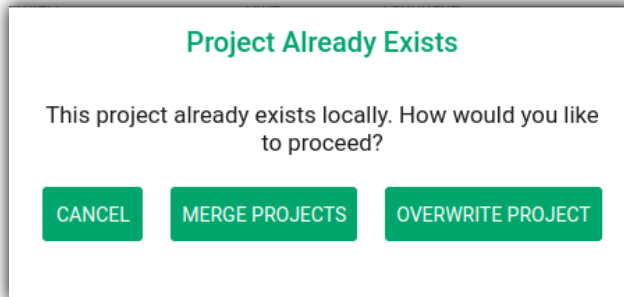 Project Already Exists
This project already exists locally. How would you like
to proceed?
CANCEL MERGE PROJECTS OVERWRITE PROJECT